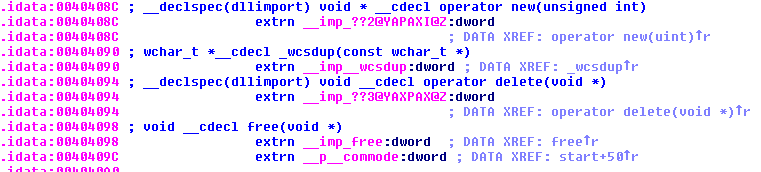 .idata:0040408C ; __declspec(dllimport) void * __cdecl operator new(unsigned int)
.idata:0040408C extrn __imp_??2@YAPAXI@Z:dword
.idata:0040408C ; DATA XREF: operator new(uint)↑r
.idata:00404090 ; wchar_t *__cdecl _wcsdup(const wchar_t *)
.idata:00404090 extrn __imp__wcsdup:dword ; DATA XREF: _wcsdup↑r
.idata:00404094 ; __declspec(dllimport) void __cdecl operator delete(void *)
.idata:00404094 extrn __imp_??3@YAXPAX@Z:dword
.idata:00404094 ; DATA XREF: operator delete(void *)↑r
.idata:00404098 ; void __cdecl free(void *)
.idata:00404098 extrn __imp_free:dword ; DATA XREF: free↑r
.idata:0040409C extrn __p__commode:dword ; DATA XREF: start+50↑r